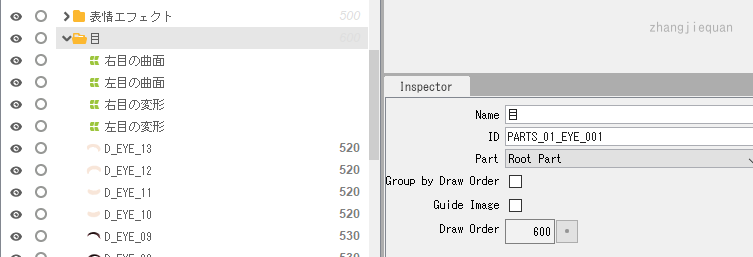 表情エフェクト 500
目 600
右目の曲面
左目の曲面
右目の変形
左目の変形
D_EYE_13 520
D_EYE_12 520
D_EYE_11 520
D_EYE_10 520
D_EYE_09 530
zhangjiequan
Inspector
Name 目
ID PARTS_01_EYE_001
Part Root Part
Group by Draw Order
Guide Image
Draw Order 600